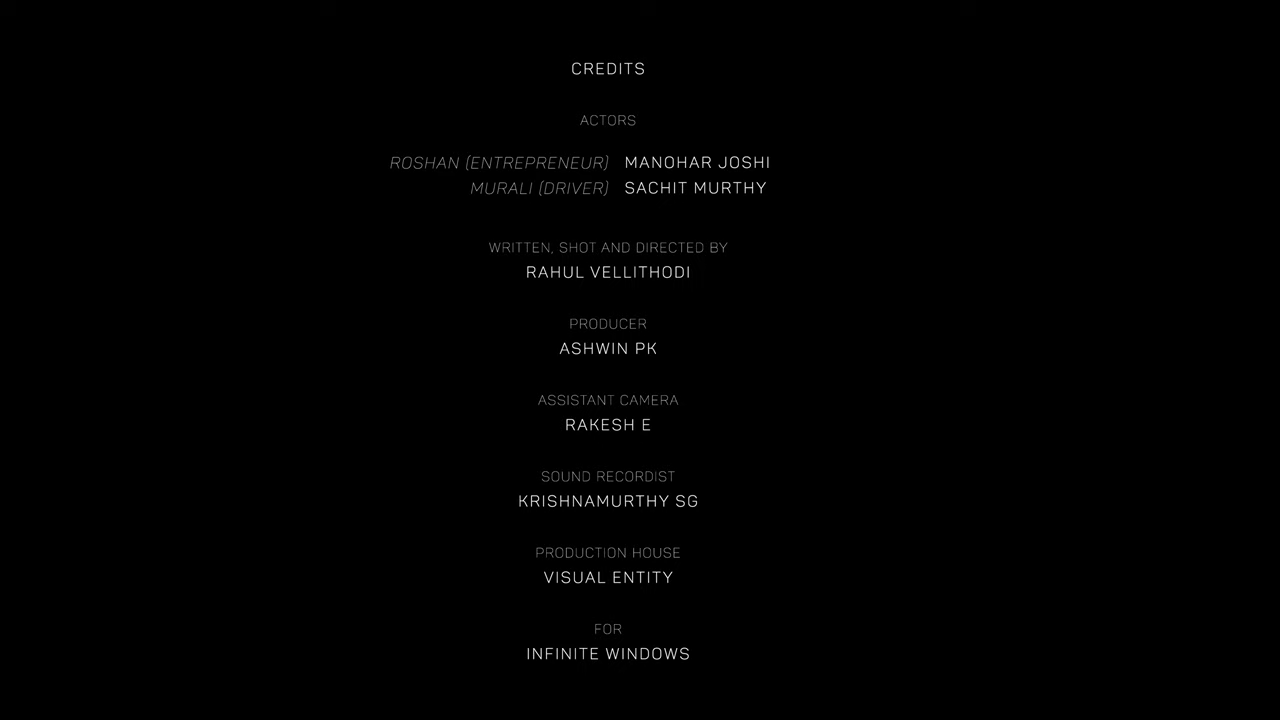 CREDITS
ACTORS
ROSHAN (ENTREPRENEUR) MANOHAR JOSHI
MURALI (DRIVER) SACHIT MURTHY
WRITTEN, SHOT AND DIRECTED BY
RAHUL VELLITHODI
PRODUCER
ASHWIN PK
ASSISTANT CAMERA
RAKESH E
SOUND RECORDIST
KRISHNAMURTHY SG
PRODUCTION HOUSE
VISUAL ENTITY
FOR
INFINITE WINDOWS